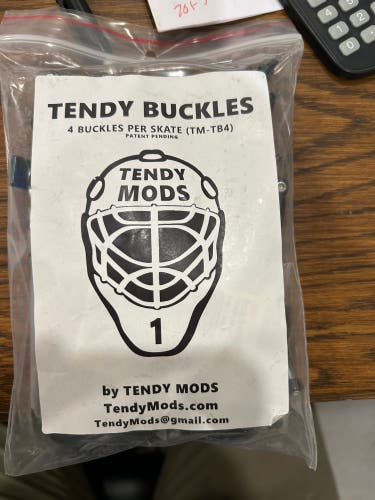 TENDY BUCKLES
4 BUCKLES PER SKATE (TM-TB4)
PATENT PENDING
TENDY
MODS
1
by TENDY MODS
TendyMods.com
TendyMods@gmail.com